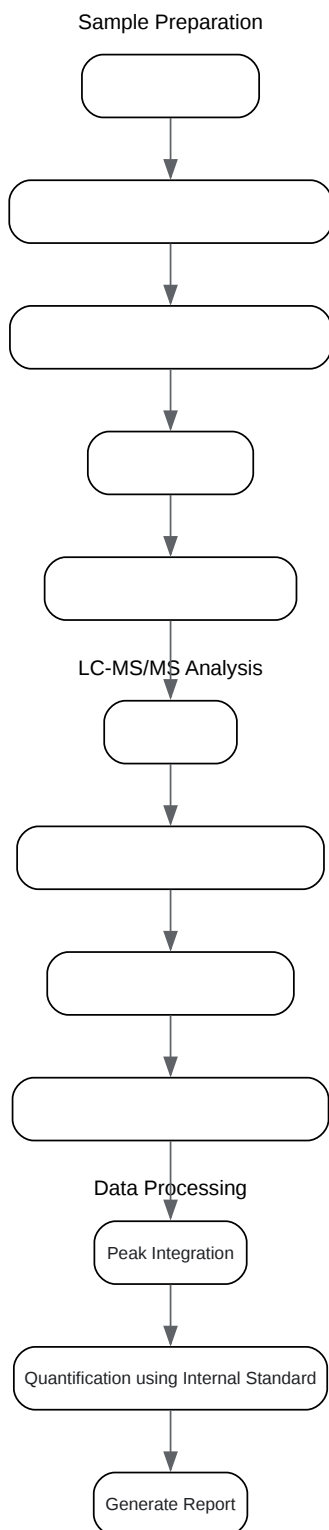 Sample Preparation
LC-MS/MS Analysis
Data Processing
Peak Integration
Quantification using Internal Standard
Generate Report